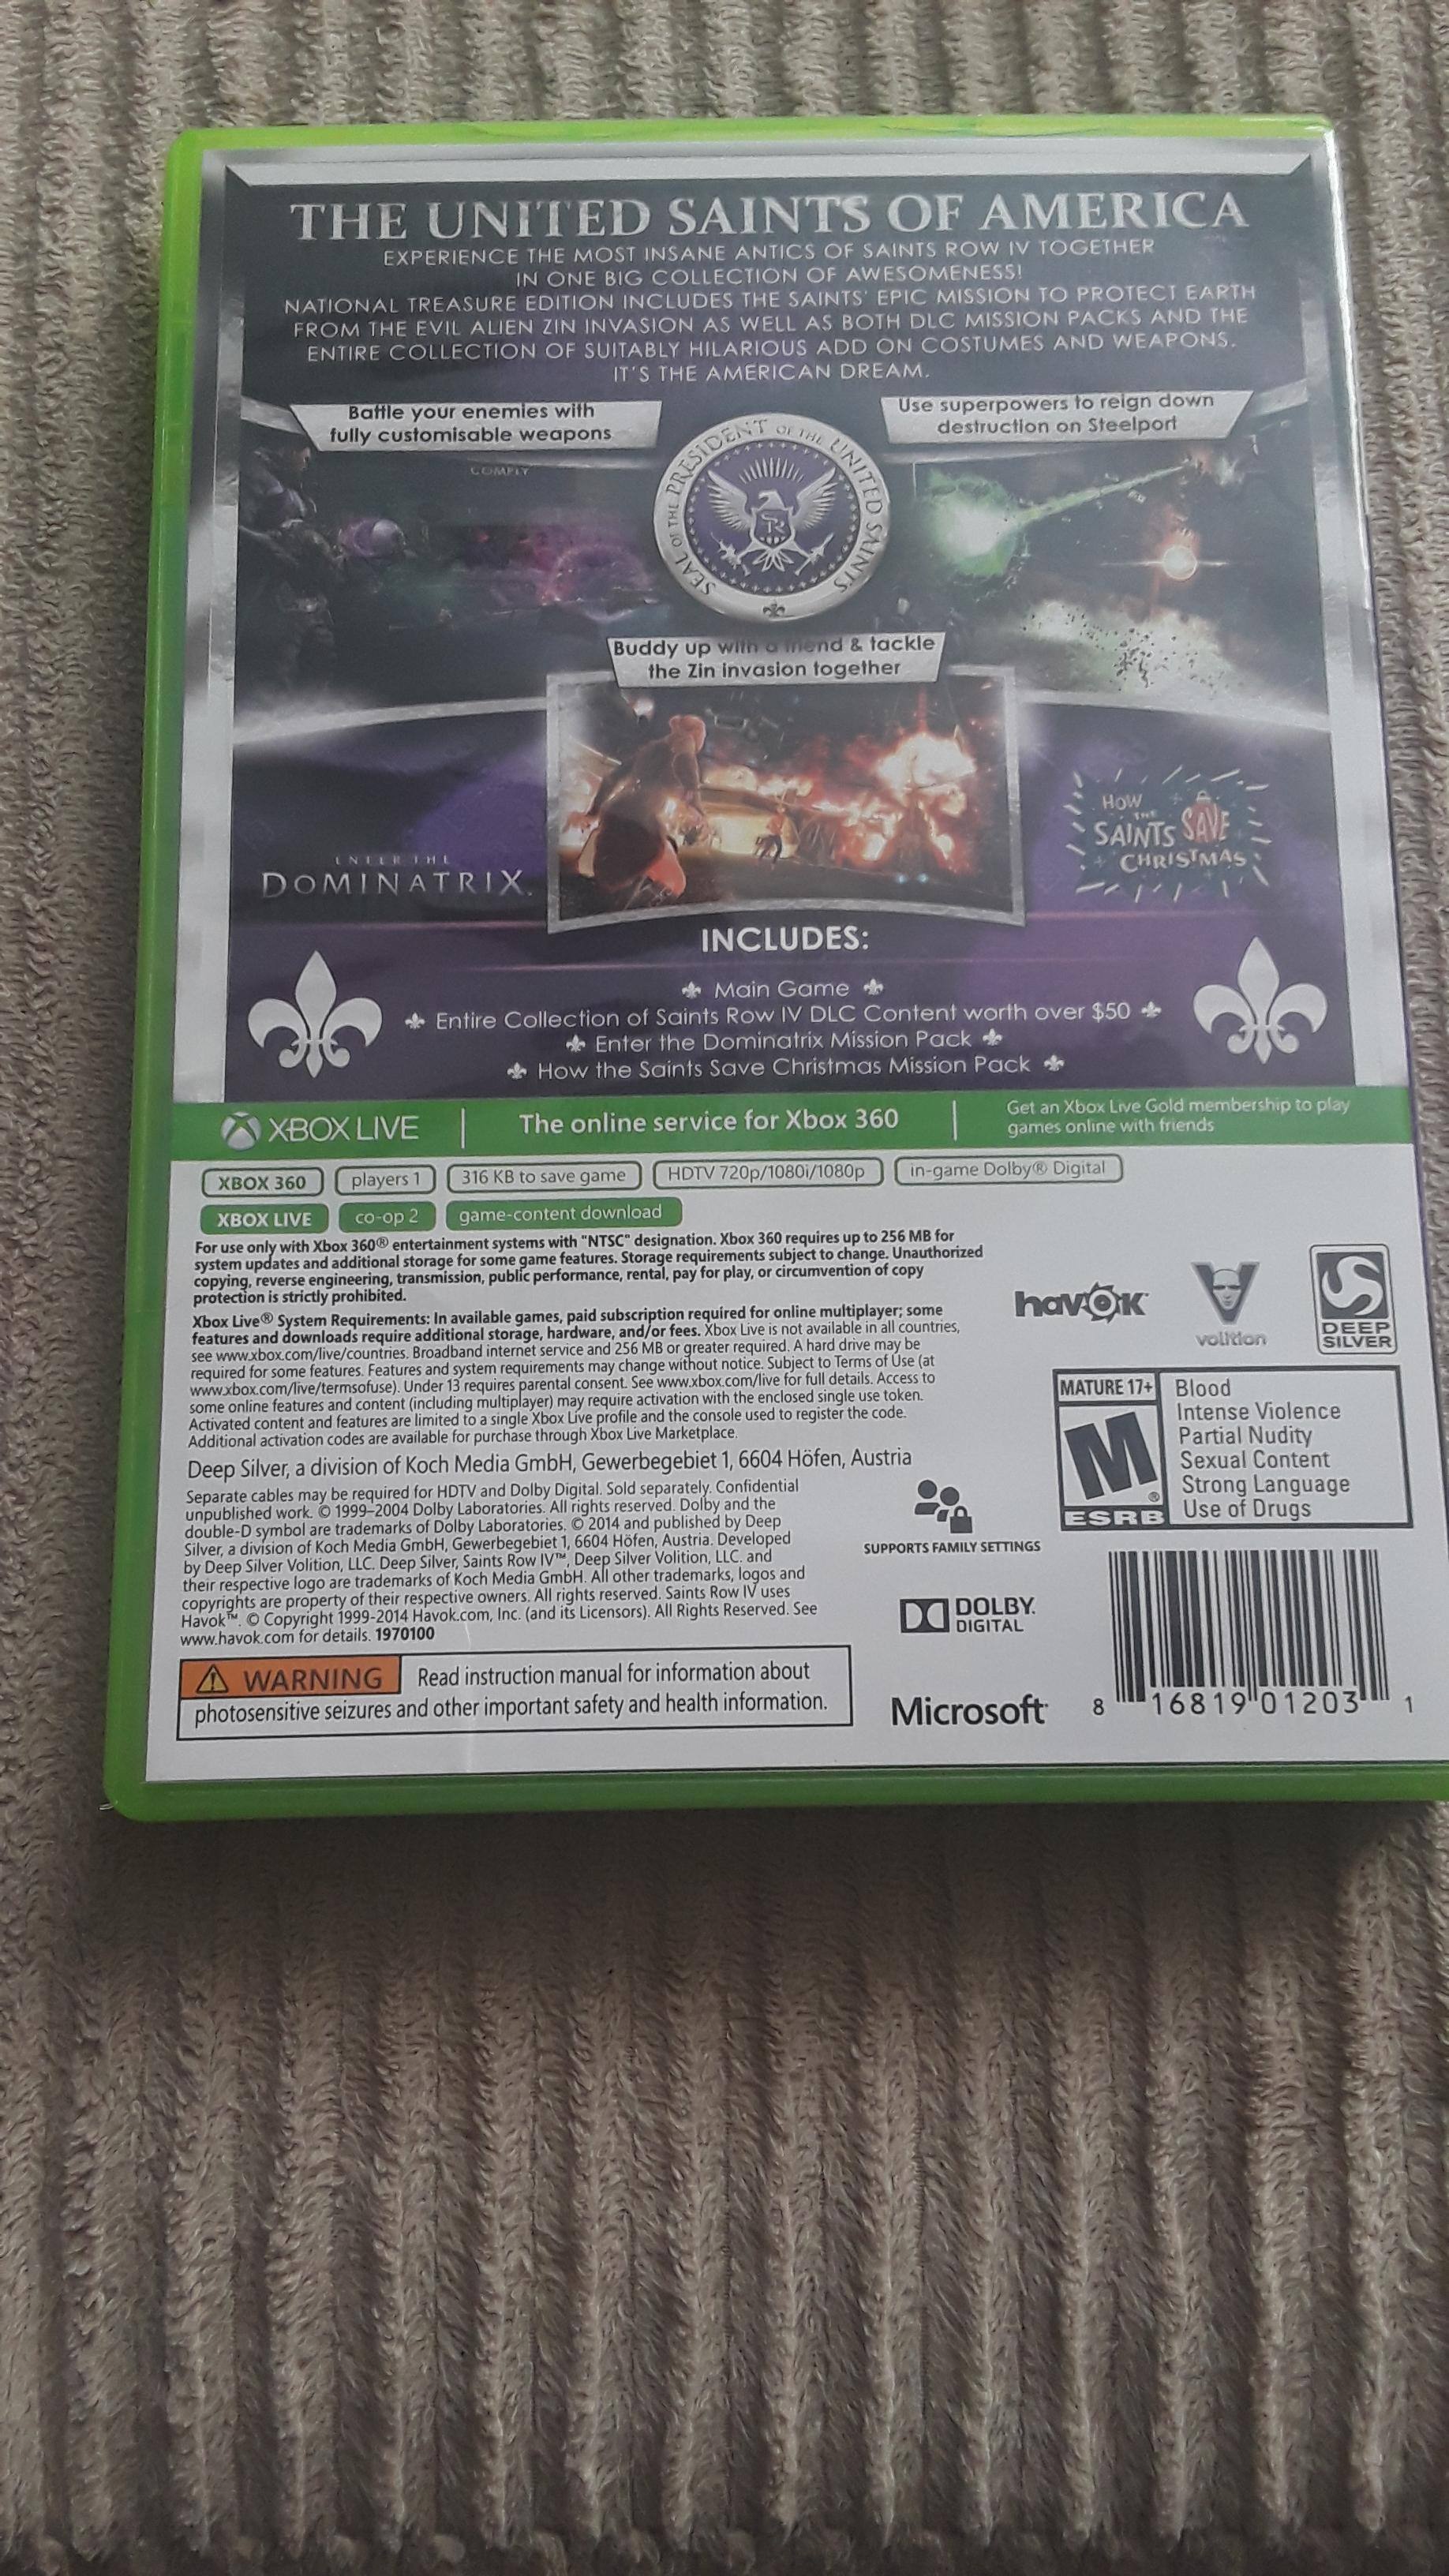 THE UNITED SAINTS OF AMERICA
EXPERIENCE THE MOST INSANE ANTICS OF SAINTS ROW IV TOGETHER
IN ONE BIG COLLECTION OF AWESOMENESS!
NATIONAL TREASURE EDITION INCLUDES THE SAINTS' EPIC MISSION TO PROTECT EARTH
FROM THE EVIL ALIEN ZIN INVASION AS WELL AS BOTH DLC MISSION PACKS AND THE
ENTIRE COLLECTION OF SUITABLY HILARIOUS ADD ON COSTUMES AND WEAPONS.
IT'S THE AMERICAN DREAM.
Battle your enemies with
fully customisable weapons
Use superpowers to reign down
destruction on Steelport
COMPLY
SEAL OF THE PRESIDENT OF THE UNITED SAINTS
SR
Buddy up with a friend & tackle
the Zin invasion together
ENTER THE
DOMINATRIX
HOW
THE
SAINTS SAVE
CHRISTMAS
INCLUDES:
Main Game
Entire Collection of Saints Row IV DLC Content worth over $50
Enter the Dominatrix Mission Pack
How the Saints Save Christmas Mission Pack
XBOX LIVE
The online service for Xbox 360
Get an Xbox Live Gold membership to play
games online with friends
XBOX 360 players 1 316 KB to save game HDTV 720p/1080i/1080p in-game Dolby® Digital
XBOX LIVE co-op 2 game-content download
For use only with Xbox 360® entertainment systems with "NTSC" designation. Xbox 360 requires up to 256 MB for
system updates and additional storage for some game features. Storage requirements subject to change. Unauthorized
copying, reverse engineering, transmission, public performance, rental, pay for play, or circumvention of copy
protection is strictly prohibited.
Xbox Live® System Requirements: In available games, paid subscription required for online multiplayer; some
features and downloads require additional storage, hardware, and/or fees. Xbox Live is not available in all countries,
see www.xbox.com/live/countries. Broadband internet service and 256 MB or greater required. A hard drive may be
required for some features. Features and system requirements may change without notice. Subject to Terms of Use (at
www.xbox.com/live/termsofuse). Under 13 requires parental consent. See www.xbox.com/live for full details. Access to
some online features and content (including multiplayer) may require activation with the enclosed single use token.
Activated content and features are limited to a single Xbox Live profile and the console used to register the code.
Additional activation codes are available for purchase through Xbox Live Marketplace.
Deep Silver, a division of Koch Media GmbH, Gewerbegebiet 1, 6604 Höfen, Austria
Separate cables may be required for HDTV and Dolby Digital. Sold separately. Confidential
unpublished work. © 1999–2004 Dolby Laboratories. All rights reserved. Dolby and the
double-D symbol are trademarks of Dolby Laboratories. © 2014 and published by Deep
Silver, a division of Koch Media GmbH, Gewerbegebiet 1, 6604 Höfen, Austria. Developed
by Deep Silver Volition, LLC. Deep Silver, Saints Row IV™, Deep Silver Volition, LLC. and
their respective logo are trademarks of Koch Media GmbH. All other trademarks, logos and
copyrights are property of their respective owners. All rights reserved. Saints Row IV uses
Havok™. © Copyright 1999-2014 Havok.com, Inc. (and its Licensors). All Rights Reserved. See
www.havok.com for details. 1970100
WARNING Read instruction manual for information about
photosensitive seizures and other important safety and health information.
havok
volition
DEEP
SILVER
MATURE 17+
M®
ESRB
Blood
Intense Violence
Partial Nudity
Sexual Content
Strong Language
Use of Drugs
SUPPORTS FAMILY SETTINGS
DOLBY.
DIGITAL
Microsoft
8 16819 01203 1